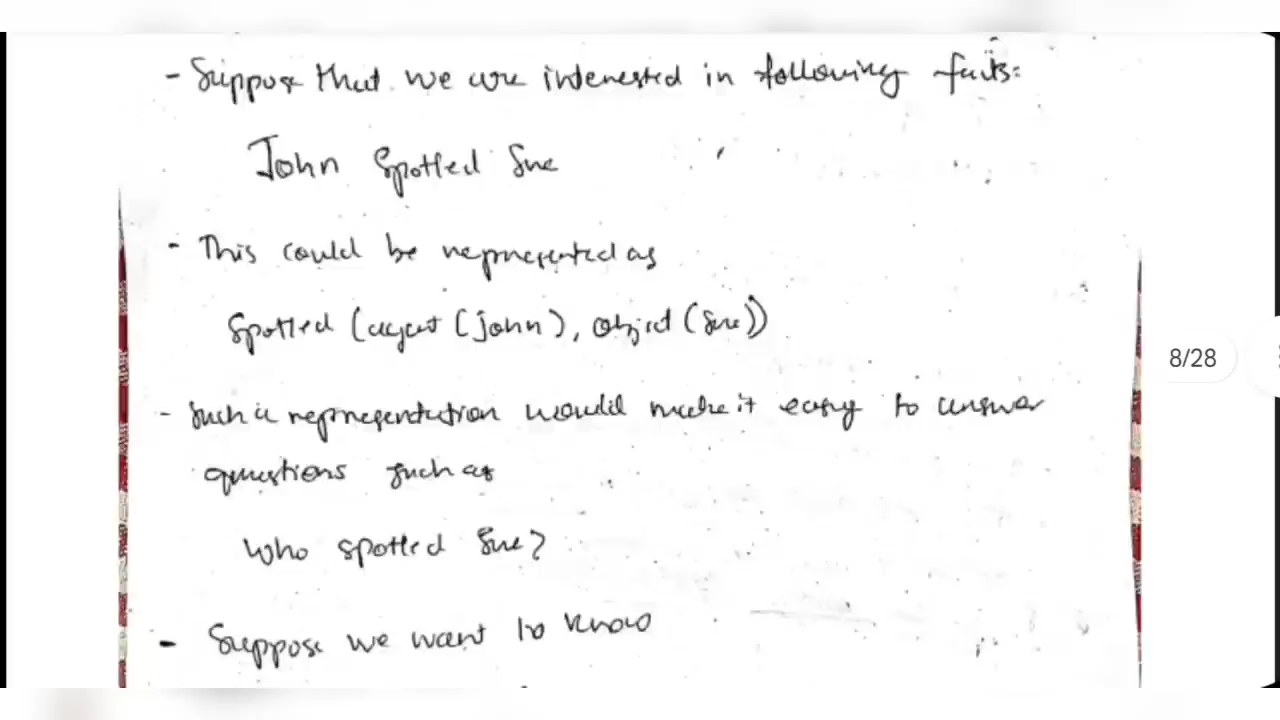 - Suppose that we are interested in following facts:
John Spotted Sue
- This could be represented as
Spotted (agent (john), object (Sue))
- Such a representation would make it easy to answer
questions such as
Who spotted Sue?
- Suppose we want to know
8/28